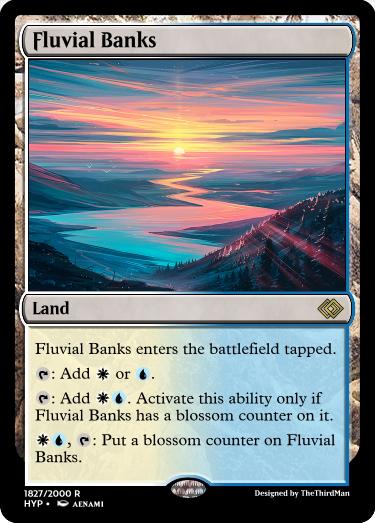 Fluvial Banks
Land
Fluvial Banks enters the battlefield tapped.
: Add or .
: Add . Activate this ability only if
Fluvial Banks has a blossom counter on it.
, : Put a blossom counter on Fluvial
Banks.
1827/2000 R
HYP • AENAMI
Designed by TheThirdMan